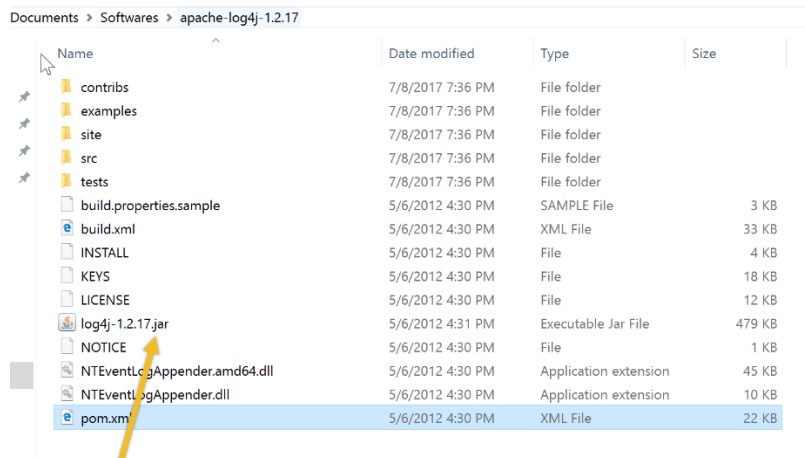 Documents > Softwares > apache-log4j-1.2.17
Name Date modified Type Size
contribs 7/8/2017 7:36 PM File folder
examples 7/8/2017 7:36 PM File folder
site 7/8/2017 7:36 PM File folder
src 7/8/2017 7:36 PM File folder
tests 7/8/2017 7:36 PM File folder
build.properties.sample 5/6/2012 4:30 PM SAMPLE File 3 KB
build.xml 5/6/2012 4:30 PM XML File 33 KB
INSTALL 5/6/2012 4:30 PM File 4 KB
KEYS 5/6/2012 4:30 PM File 18 KB
LICENSE 5/6/2012 4:30 PM File 12 KB
log4j-1.2.17.jar 5/6/2012 4:31 PM Executable Jar File 479 KB
NOTICE 5/6/2012 4:30 PM File 1 KB
NTEventLogAppender.amd64.dll 5/6/2012 4:30 PM Application extension 45 KB
NTEventLogAppender.dll 5/6/2012 4:30 PM Application extension 10 KB
pom.xml 5/6/2012 4:30 PM XML File 22 KB